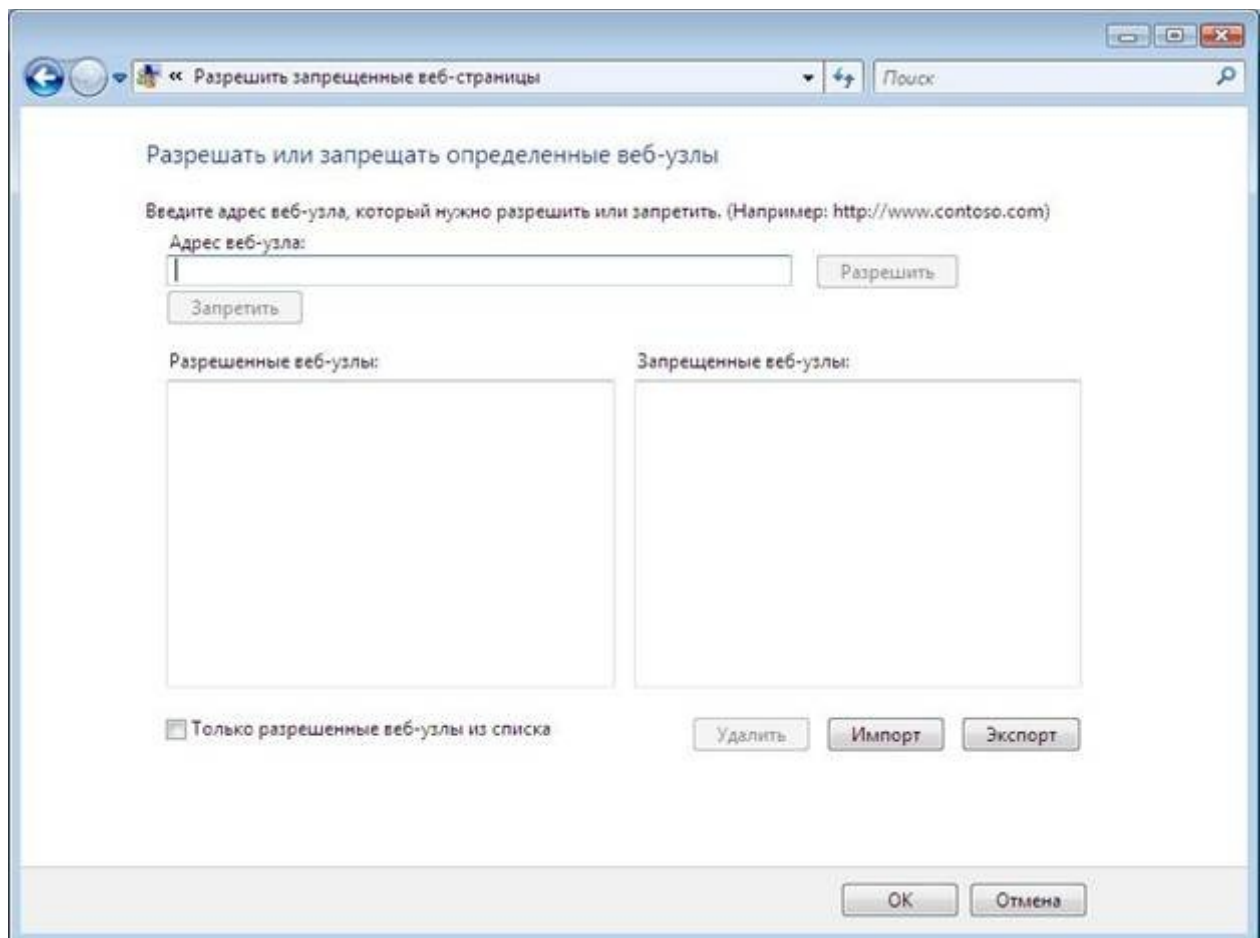 « Разрешить запрещенные веб-страницы
Поиск
Разрешать или запрещать определенные веб-узлы
Введите адрес веб-узла, который нужно разрешить или запретить. (Например: http://www.contoso.com)
Адрес веб-узла:
Разрешить
Запретить
Разрешенные веб-узлы:
Запрещенные веб-узлы:
Только разрешенные веб-узлы из списка
Удалить
Импорт
Экспорт
OK
Отмена